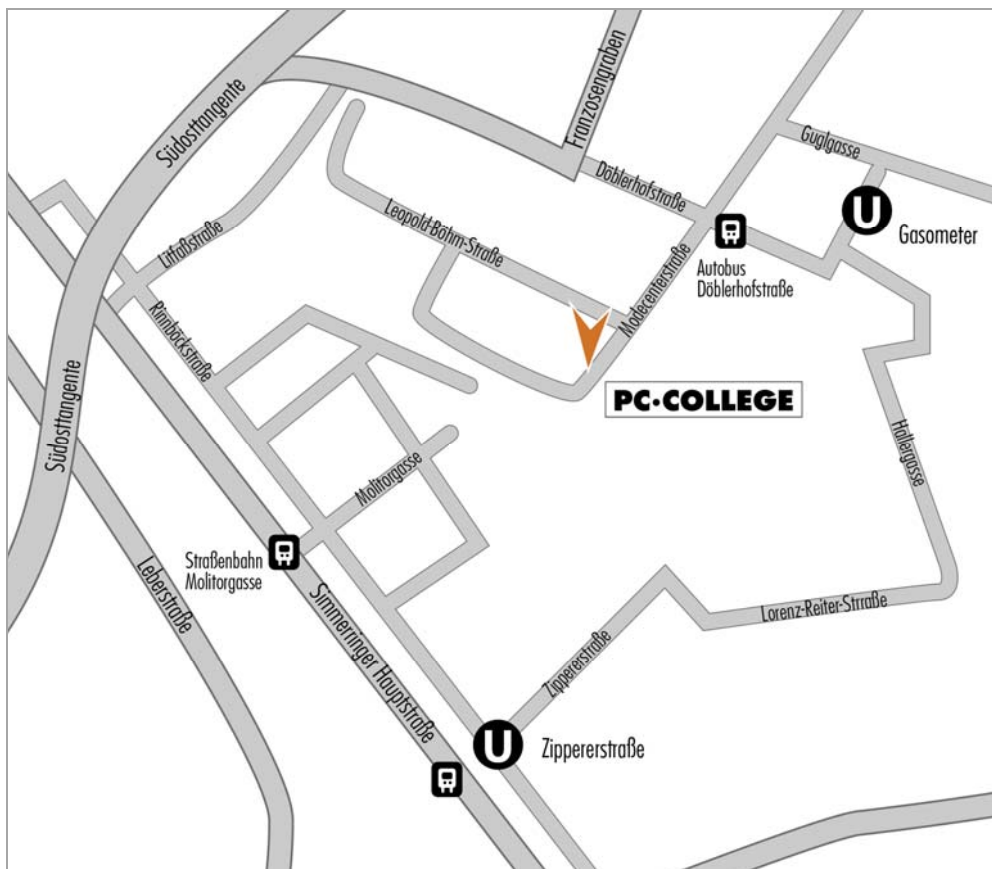 Südosttangente
Franzosengraben
Guglgasse
Döblerhofstraße
U
Gasometer
Leopold-Böhm-Straße
Litfaßstraße
Autobus
Döblerhofstraße
Modecenterstraße
Rinnböckstraße
PC·COLLEGE
Südosttangente
Hallergasse
Molitorgasse
Straßenbahn
Molitorgasse
Leberstraße
Simmerringer Hauptstraße
Lorenz-Reiter-Strraße
Zippererstraße
U
Zippererstraße